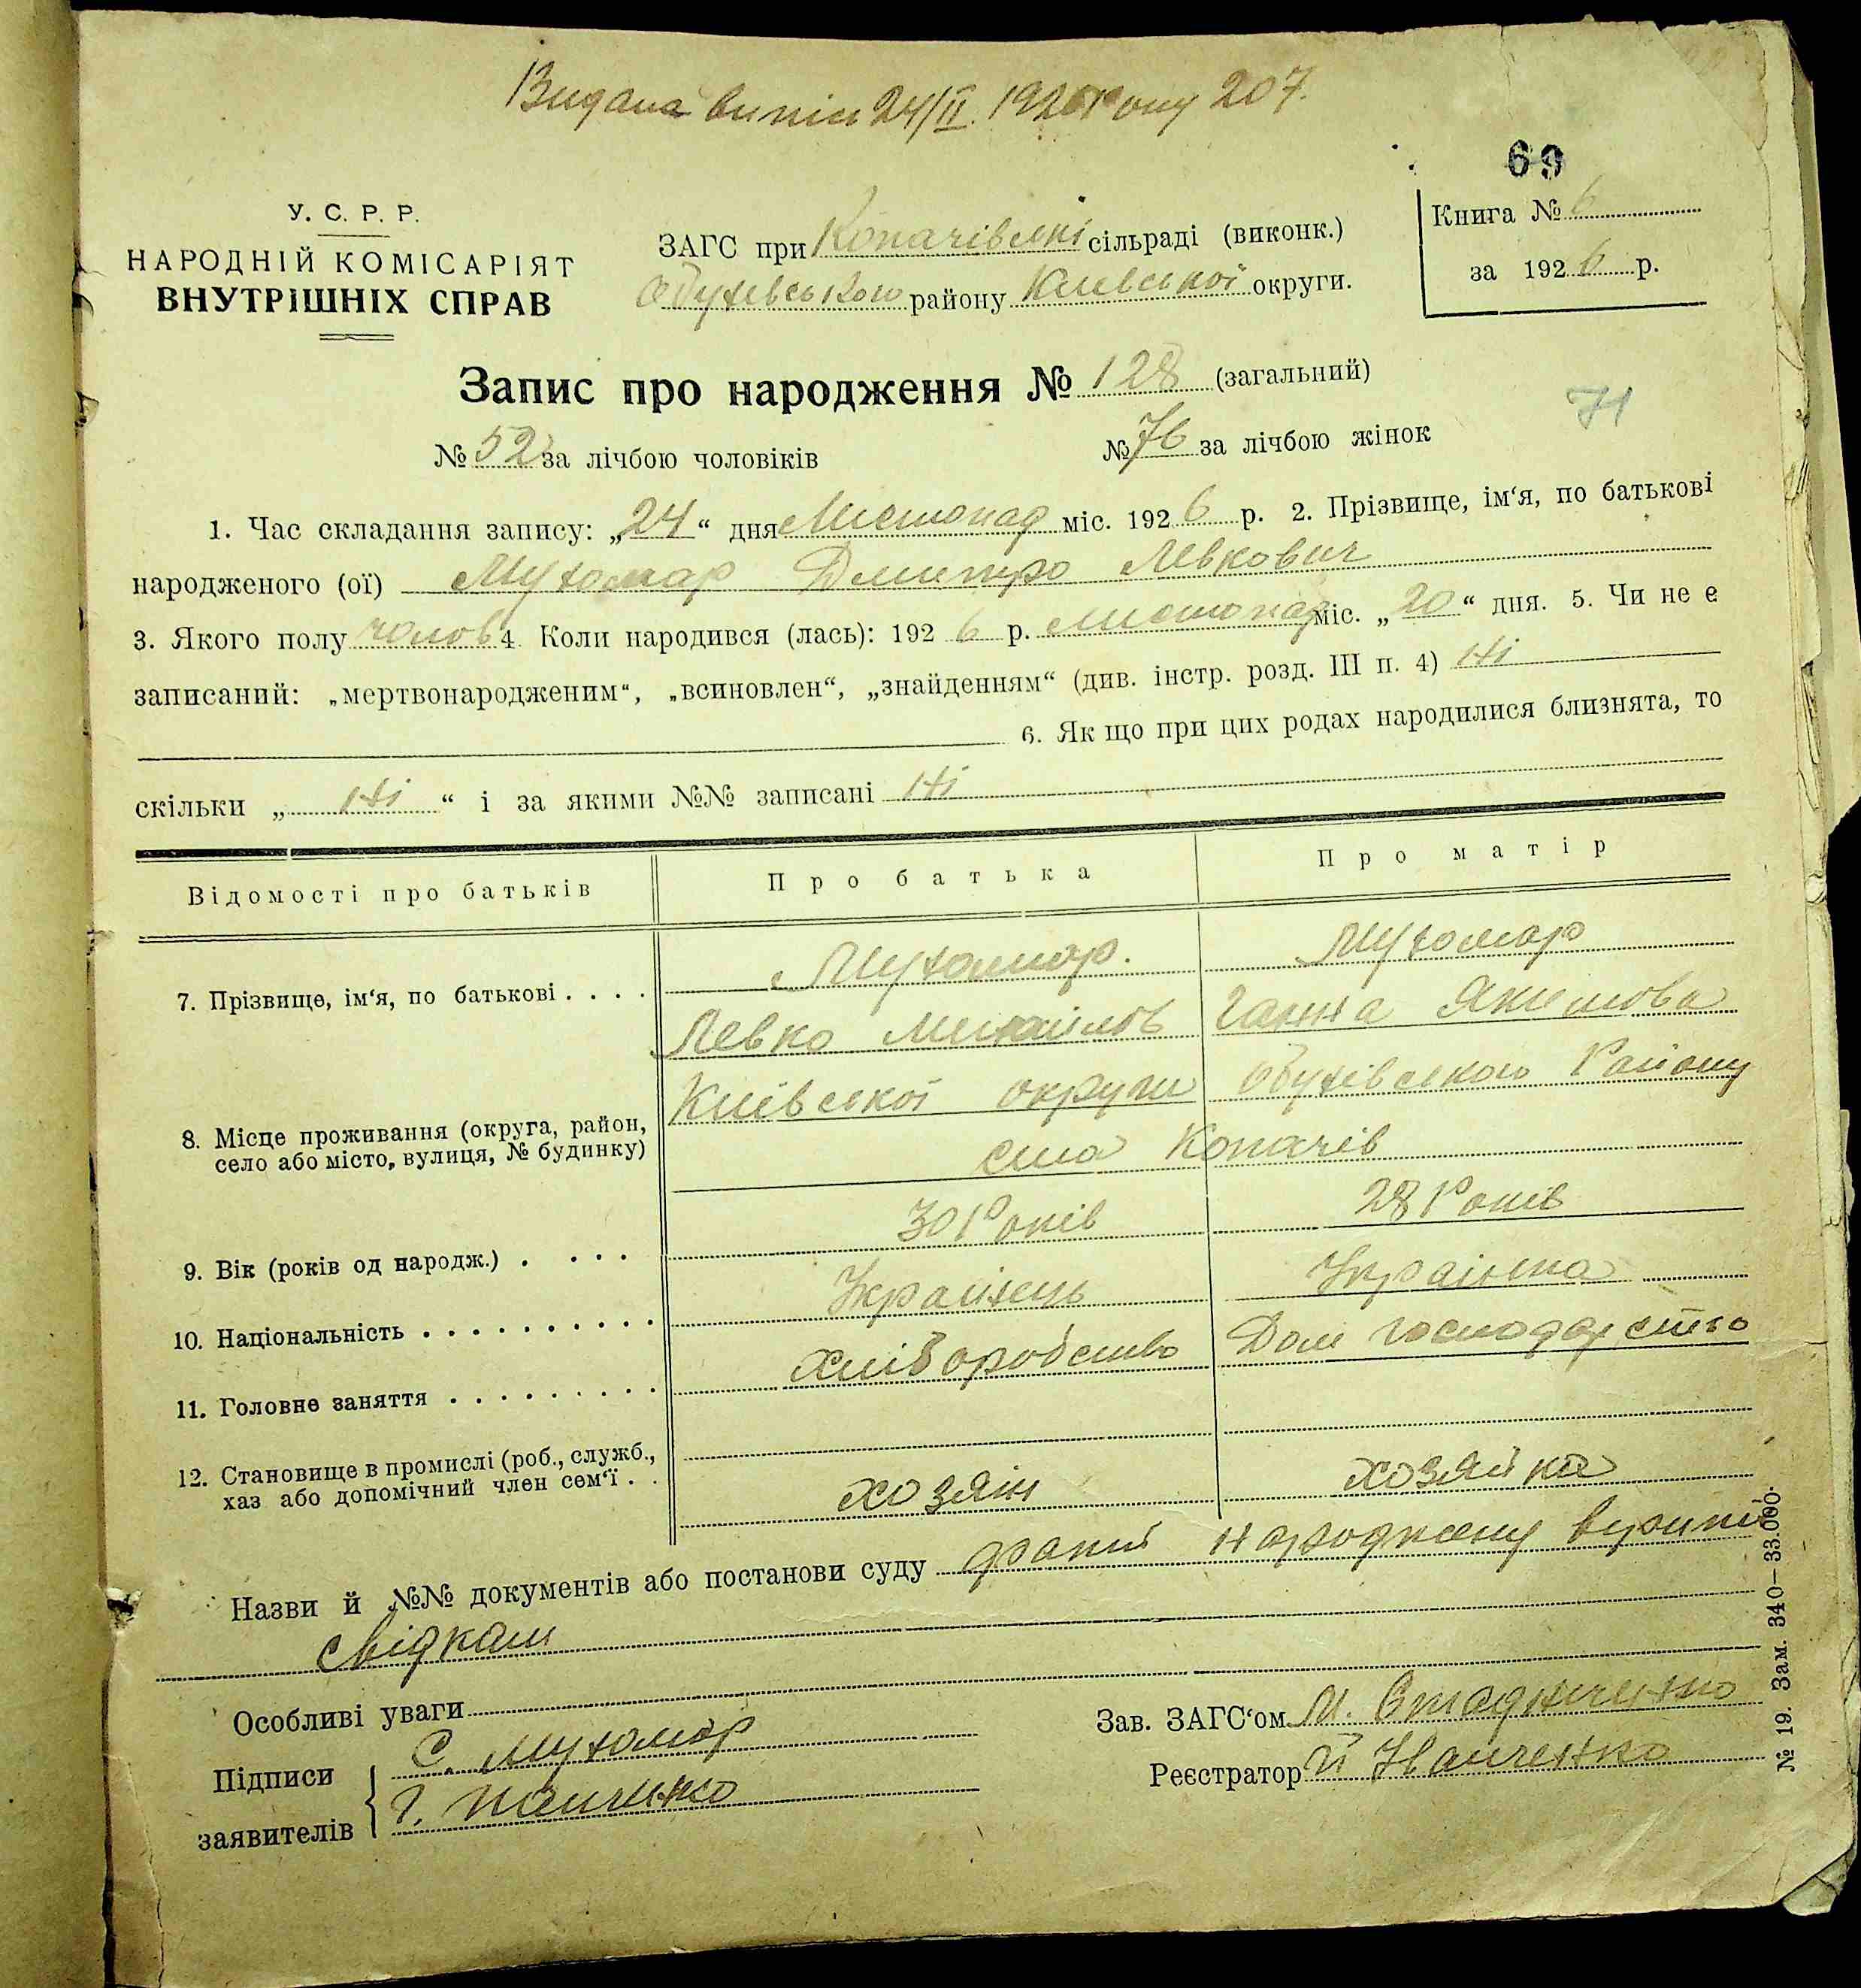 Видана випис 24/II. 192 року 207.
69
У. С. Р. Р.
НАРОДНІЙ КОМІСАРІЯТ
ВНУТРІШНІХ СПРАВ
ЗАГС при Копачівські сільраді (виконк.)
Обухівського району Київської округи.
Книга № 6
за 1926 р.
Запис про народження № 128 (загальний)
71
№ 52 за лічбою чоловіків № 76 за лічбою жінок
1. Час складання запису: „24“ дня Листопад міс. 1926 р. 2. Прізвище, ім‘я, по батькові
народженого (ої) Мухомар Дмитро Левкович
3. Якого полу чолов 4. Коли народився (лась): 1926 р. листопад міс. „20“ дня. 5. Чи не є
записаний: „мертвонародженим“, „всиновлен“, „знайденням“ (див. інстр. розд. III п. 4) Ні
6. Як що при цих родах народилися близнята, то
скільки „Ні“ і за якими №№ записані Ні
Відомості про батьків Про батька Про матір
7. Прізвище, ім‘я, по батькові . . . . Мухомар. Мухомар
Левко Михайлов Ганна Якимова
8. Місце проживання (округа, район, Київської округи Обухівського Району
село або місто, вулиця, № будинку) село Копачів
9. Вік (років од народж.) . . . . 30 Років 28 Років
10. Національність . . . . . . . . . . Українець Українка
11. Головне заняття . . . . . . . . . хліборобство Дом господарство
12. Становище в промислі (роб., служб.,
хаз або допомічний член сем‘ї . . хозяін хозяйка
Назви й №№ документів або постанови суду факт народжену
свідками
Особливі уваги
Підписи
заявителів
С. Мухомар
Зав. ЗАГС‘ом
Реєстратор
№ 19. Зам. 340—33.000.